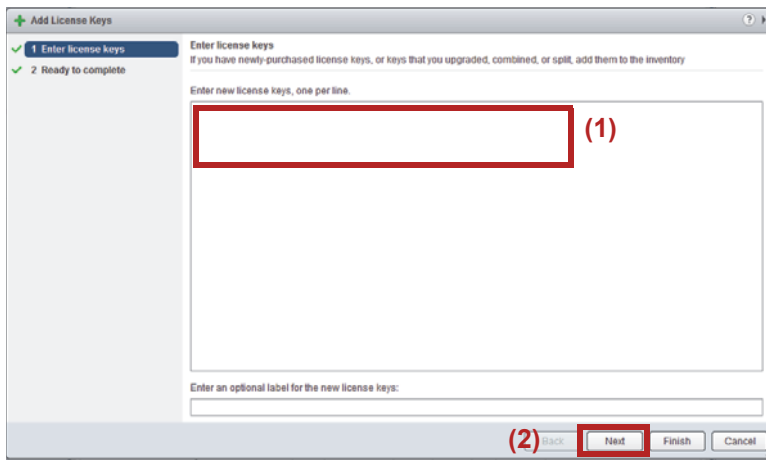 Add License Keys
1 Enter license keys
2 Ready to complete
Enter license keys
If you have newly-purchased license keys, or keys that you upgraded, combined, or split, add them to the inventory
Enter new license keys, one per line.
(1)
Enter an optional label for the new license keys:
(2) Back Next Finish Cancel